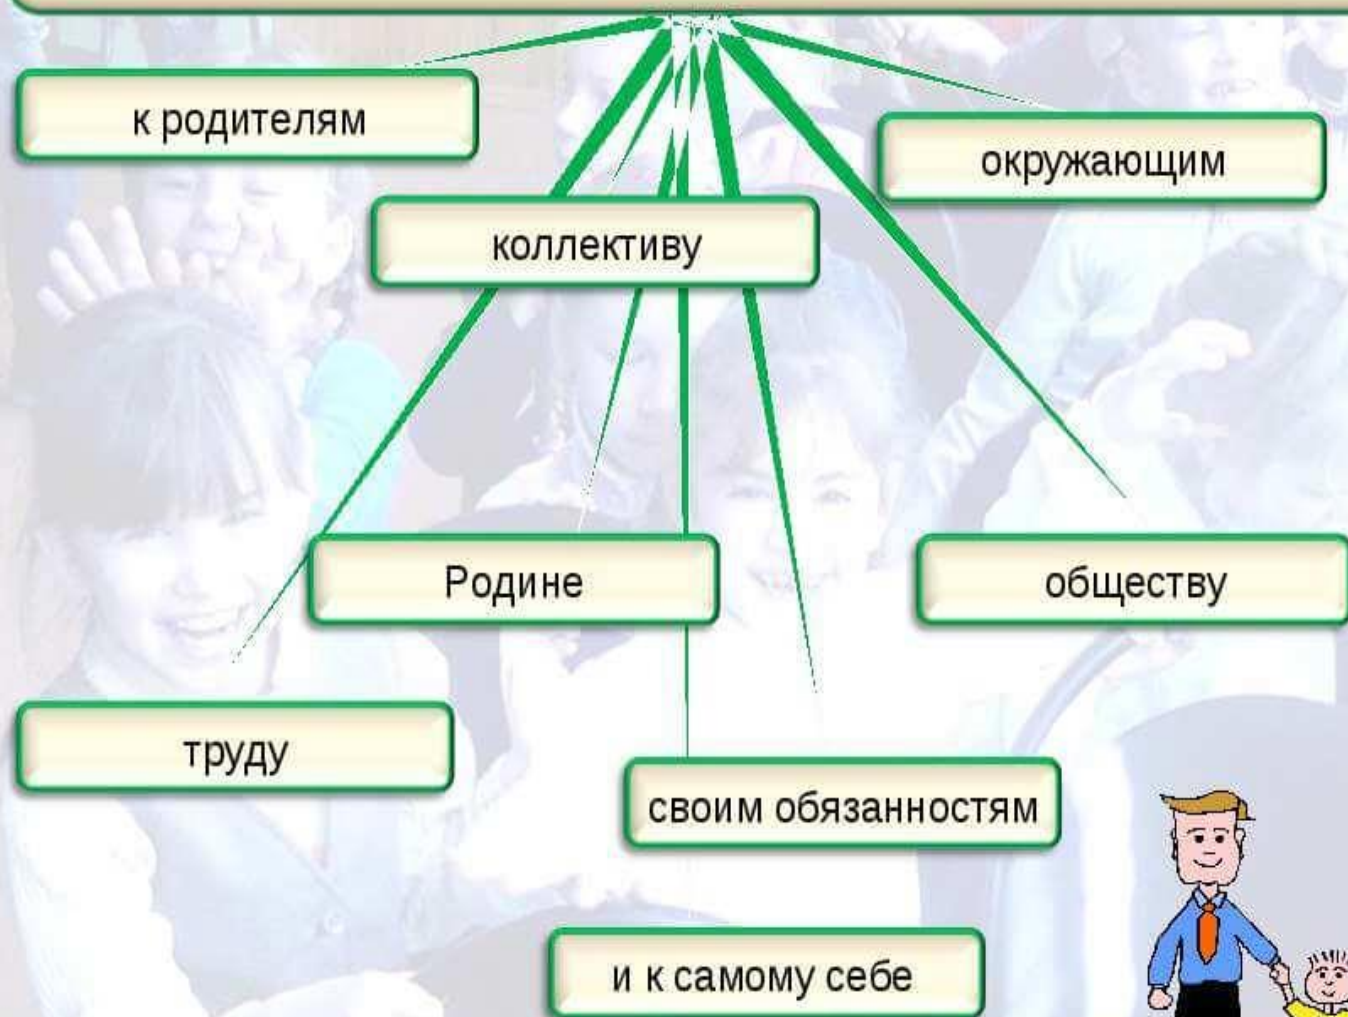 к родителям
окружающим
коллективу
Родине
обществу
труду
своим обязанностям
и к самому себе